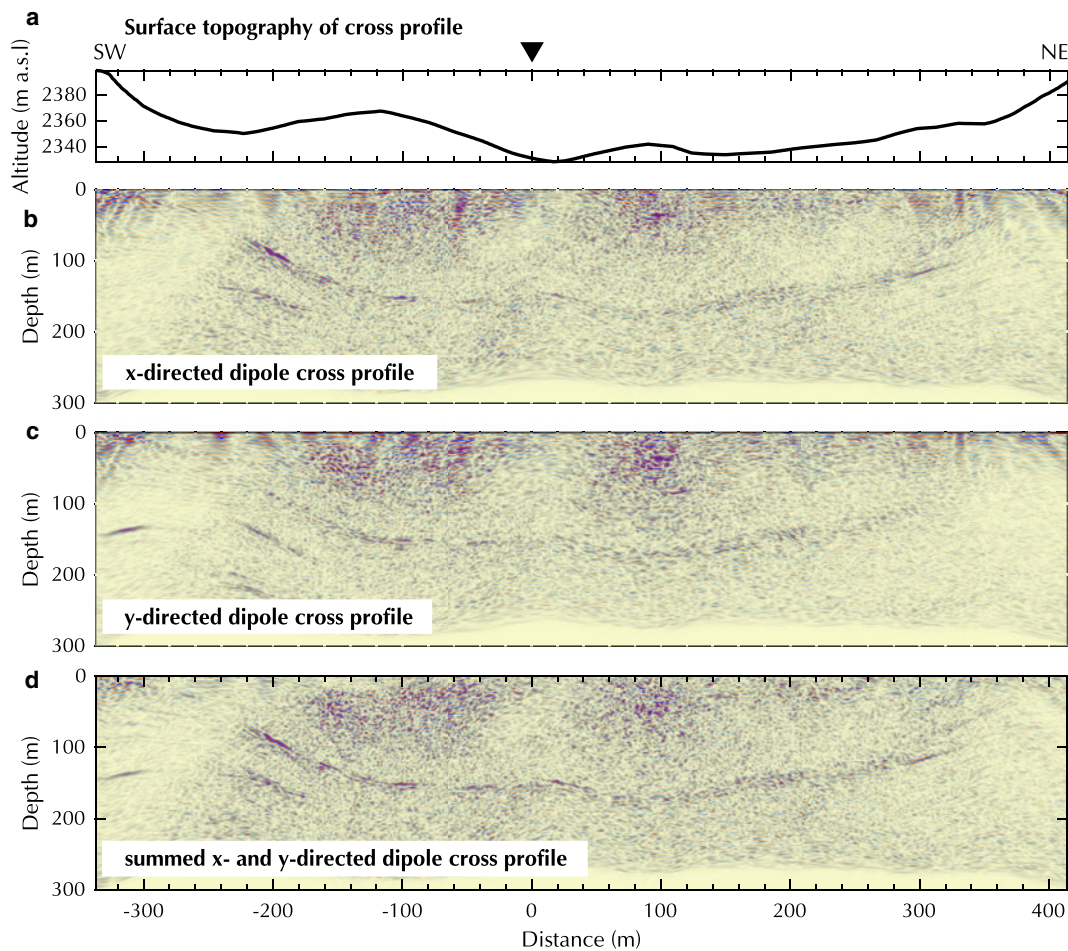 a
Surface topography of cross profile
SW
NE
Altitude (m a.s.l)
2380
2360
2340
b
0
100
200
300
Depth (m)
x-directed dipole cross profile
c
0
100
200
300
Depth (m)
y-directed dipole cross profile
d
0
100
200
300
Depth (m)
summed x- and y-directed dipole cross profile
-300 -200 -100 0 100 200 300 400
Distance (m)